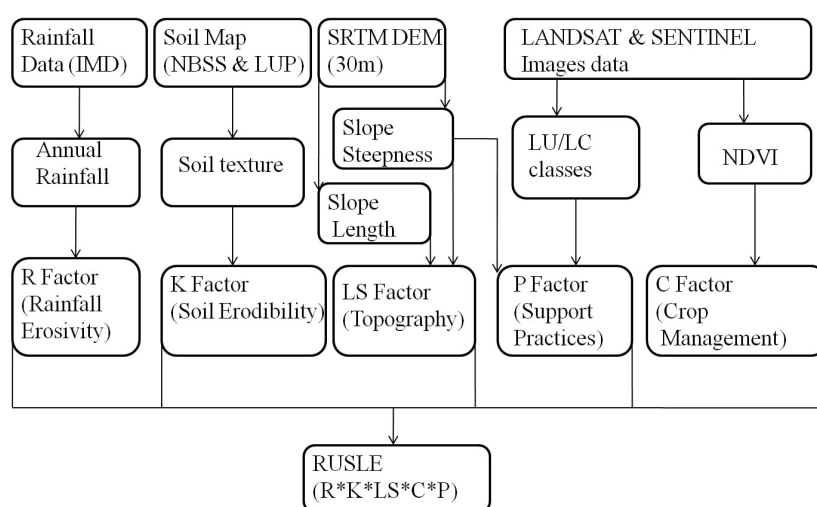 Rainfall
Data (IMD)
Soil Map
(NBSS & LUP)
SRTM DEM
(30m)
LANDSAT & SENTINEL
Images data
Annual
Rainfall
Soil texture
Slope
Steepness
LU/LC
classes
NDVI
Slope
Length
R Factor
(Rainfall
Erosivity)
K Factor
(Soil Erodibility)
LS Factor
(Topography)
P Factor
(Support
Practices)
C Factor
(Crop
Management)
RUSLE
(R*K*LS*C*P)